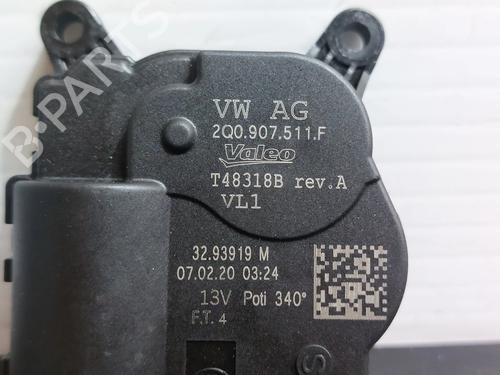 VW AG
2Q0.907.511.F
Valeo
T48318B rev.A
VL1
32.93919 M
07.02.20 03:24
13V Poti 340°
F.T. 4
S
B-PARTS